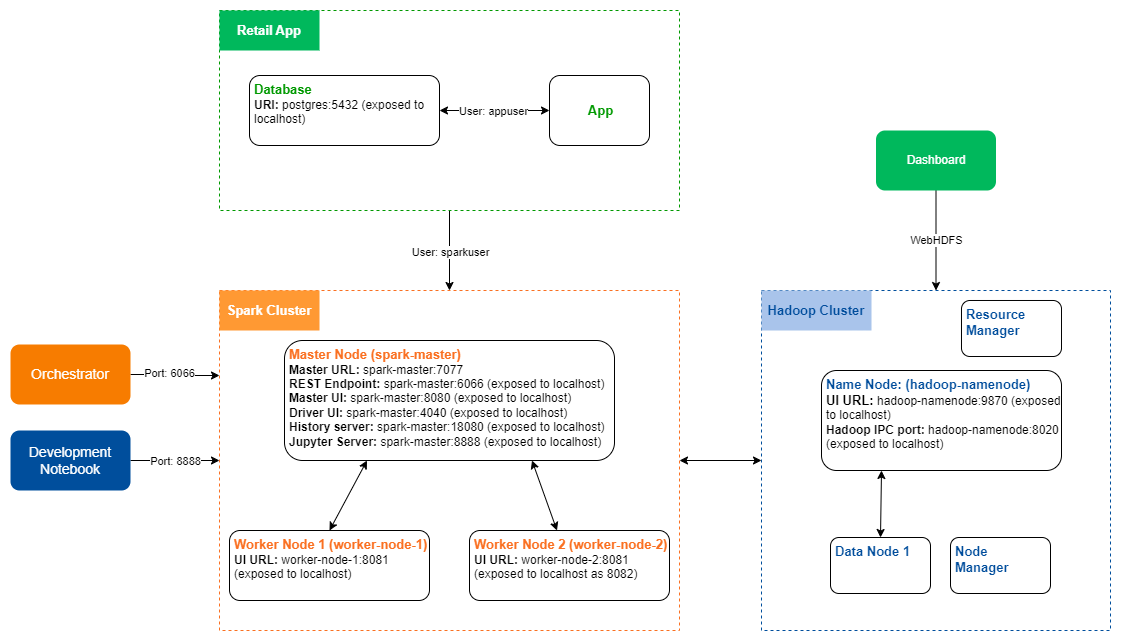 Retail App
Database
URI: postgres:5432 (exposed to
localhost)
User: appuser
App
Dashboard
WebHDFS
User: sparkuser
Spark Cluster
Master Node (spark-master)
Master URL: spark-master:7077
REST Endpoint: spark-master:6066 (exposed to localhost)
Master UI: spark-master:8080 (exposed to localhost)
Driver UI: spark-master:4040 (exposed to localhost)
History server: spark-master:18080 (exposed to localhost)
Jupyter Server: spark-master:8888 (exposed to localhost)
Orchestrator
Port: 6066
Development
Notebook
Port: 8888
Worker Node 1 (worker-node-1)
UI URL: worker-node-1:8081
(exposed to localhost)
Worker Node 2 (worker-node-2)
UI URL: worker-node-2:8081
(exposed to localhost as 8082)
Hadoop Cluster
Resource
Manager
Name Node: (hadoop-namenode)
UI URL: hadoop-namenode:9870 (exposed
to localhost)
Hadoop IPC port: hadoop-namenode:8020
(exposed to localhost)
Data Node 1
Node
Manager